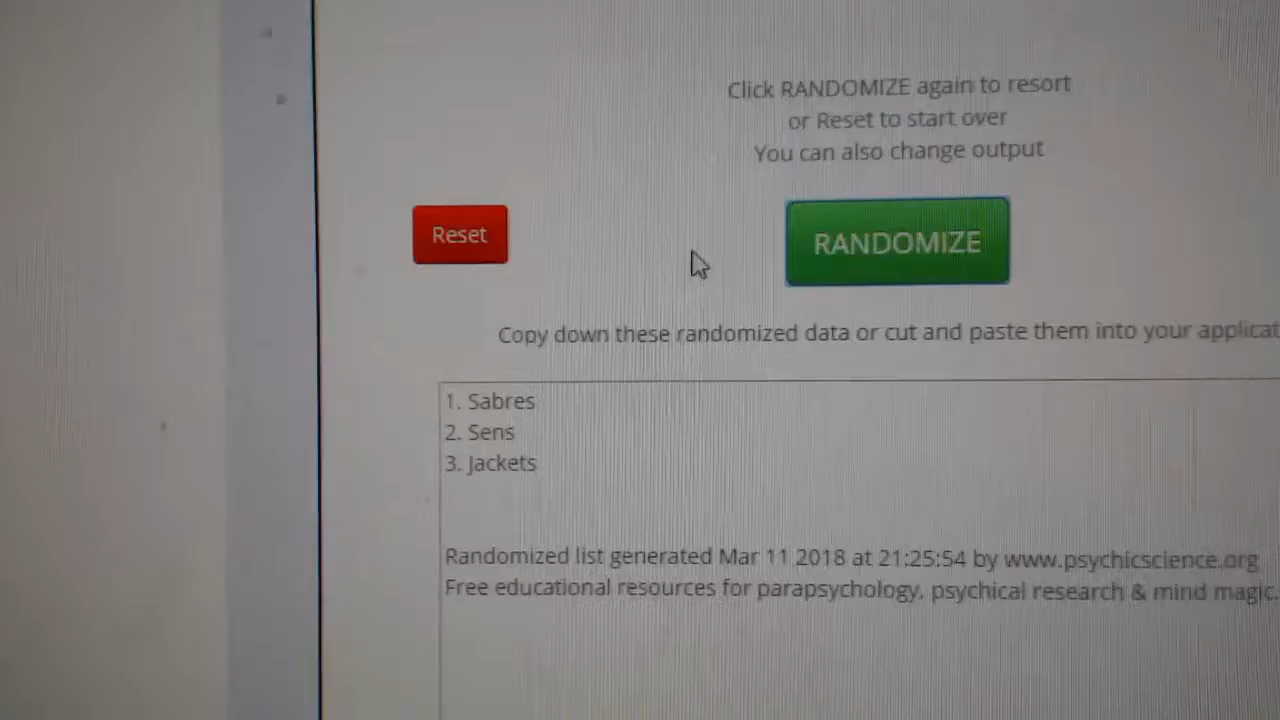 Click RANDOMIZE again to resort
or Reset to start over
You can also change output
Reset
RANDOMIZE
Copy down these randomized data or cut and paste them into your applicat
1. Sabres
2. Sens
3. Jackets
Randomized list generated Mar 11 2018 at 21:25:54 by www.psychicscience.org
Free educational resources for parapsychology, psychical research & mind magic.